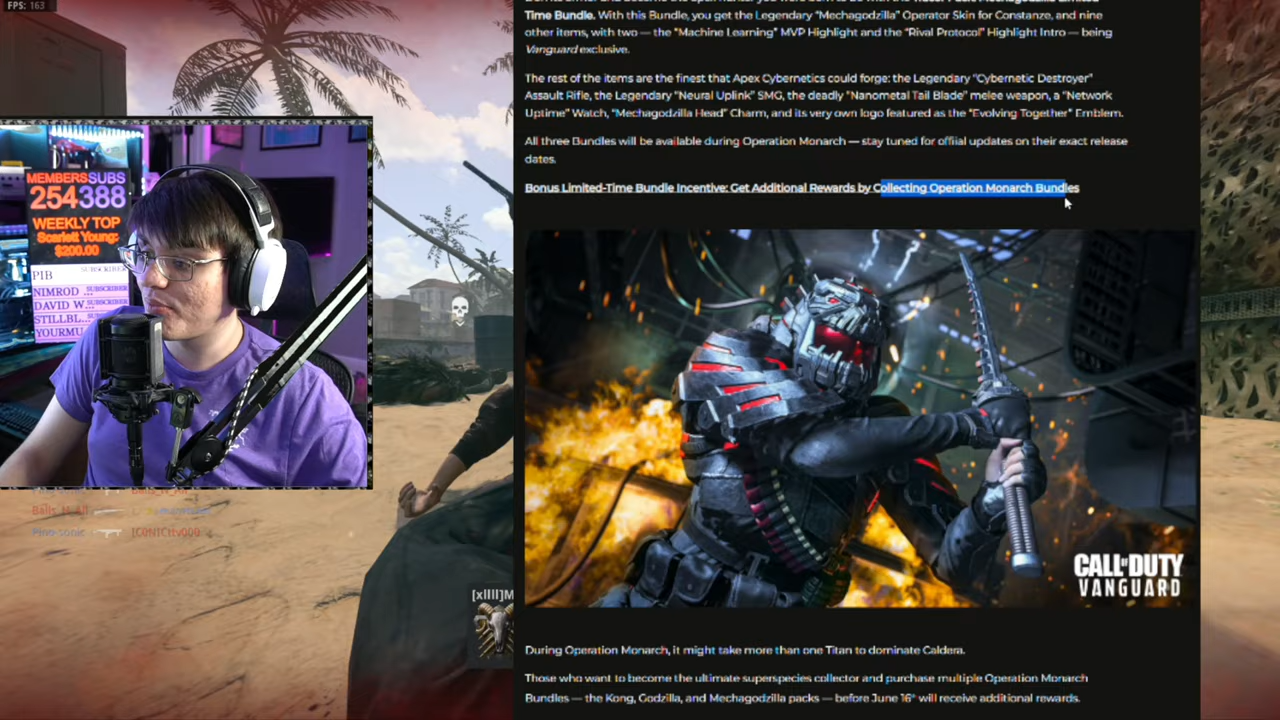 FPS: 163
Time Bundle. With this Bundle, you get the Legendary “Mechagodzilla” Operator Skin for Constanze, and nine
other items, with two — the “Machine Learning” MVP Highlight and the “Rival Protocol” Highlight Intro — being
Vanguard exclusive.
The rest of the items are the finest that Apex Cybernetics could forge: the Legendary “Cybernetic Destroyer”
Assault Rifle, the Legendary “Neural Uplink” SMG, the deadly “Nanometal Tail Blade” melee weapon, a “Network
Uptime” Watch, “Mechagodzilla Head” Charm, and its very own logo featured as the “Evolving Together” Emblem.
All three Bundles will be available during Operation Monarch — stay tuned for offiial updates on their exact release
dates.
Bonus Limited-Time Bundle Incentive: Get Additional Rewards by Collecting Operation Monarch Bundles
MEMBERS SUBS
254 388
WEEKLY TOP
Scarlett Young:
$200.00
PIB SUBSCRIBER
NIMROD ... SUBSCRIBER
DAVID W... SUBSCRIBER
STILLBL... SUBSCRIBER
YOURMU
Pino-sonic
[xIIII]M
CALL OF DUTY
VANGUARD
During Operation Monarch, it might take more than one Titan to dominate Caldera.
Those who want to become the ultimate superspecies collector and purchase multiple Operation Monarch
Bundles — the Kong, Godzilla, and Mechagodzilla packs — before June 16* will receive additional rewards.